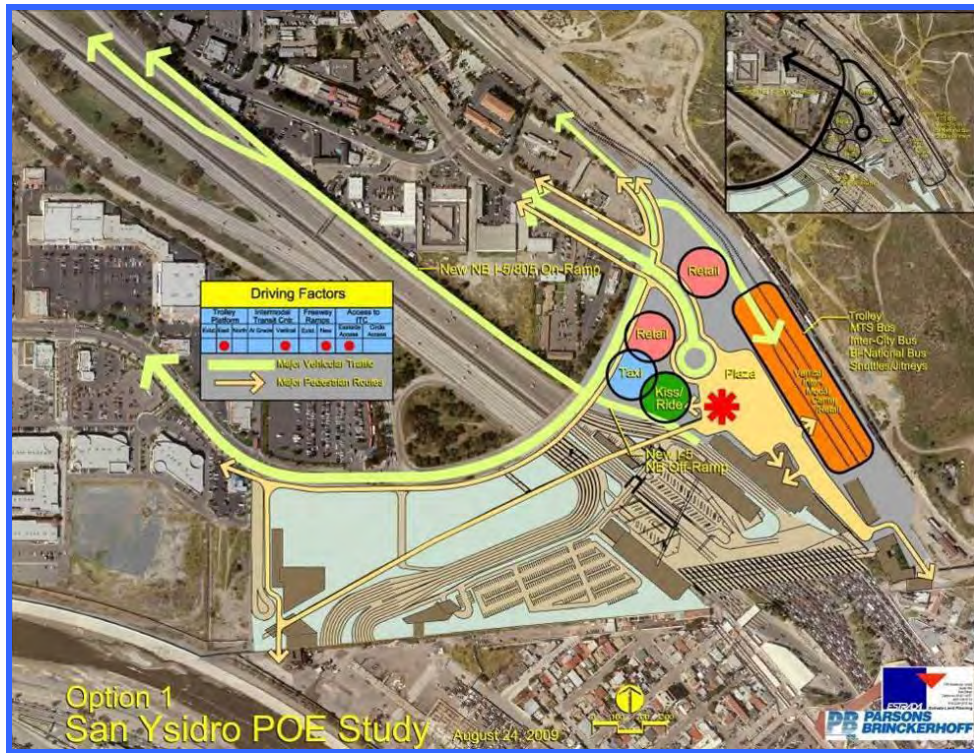 New NB I-5/805 On-Ramp
Retail
Driving Factors
Trolley
Platform
Intermodal
Transit Cntr.
Freeway
Ramps
Access to
ITC
Exist
East
North
At Grade
Vertical
Exist
New
Eastside
Access
Major Vehicular Traffic
Major Pedestrian Routes
Retail
Taxi
Kiss/
Ride
Plaza
Trolley
MTS Bus
Inter-City Bus
Bi-National Bus
Shuttles/Jitneys
New I-5
NB Off-Ramp
Option 1
San Ysidro POE Study
August 24, 2009
ESTRADA
PB PARSONS
BRINCKERHOFF